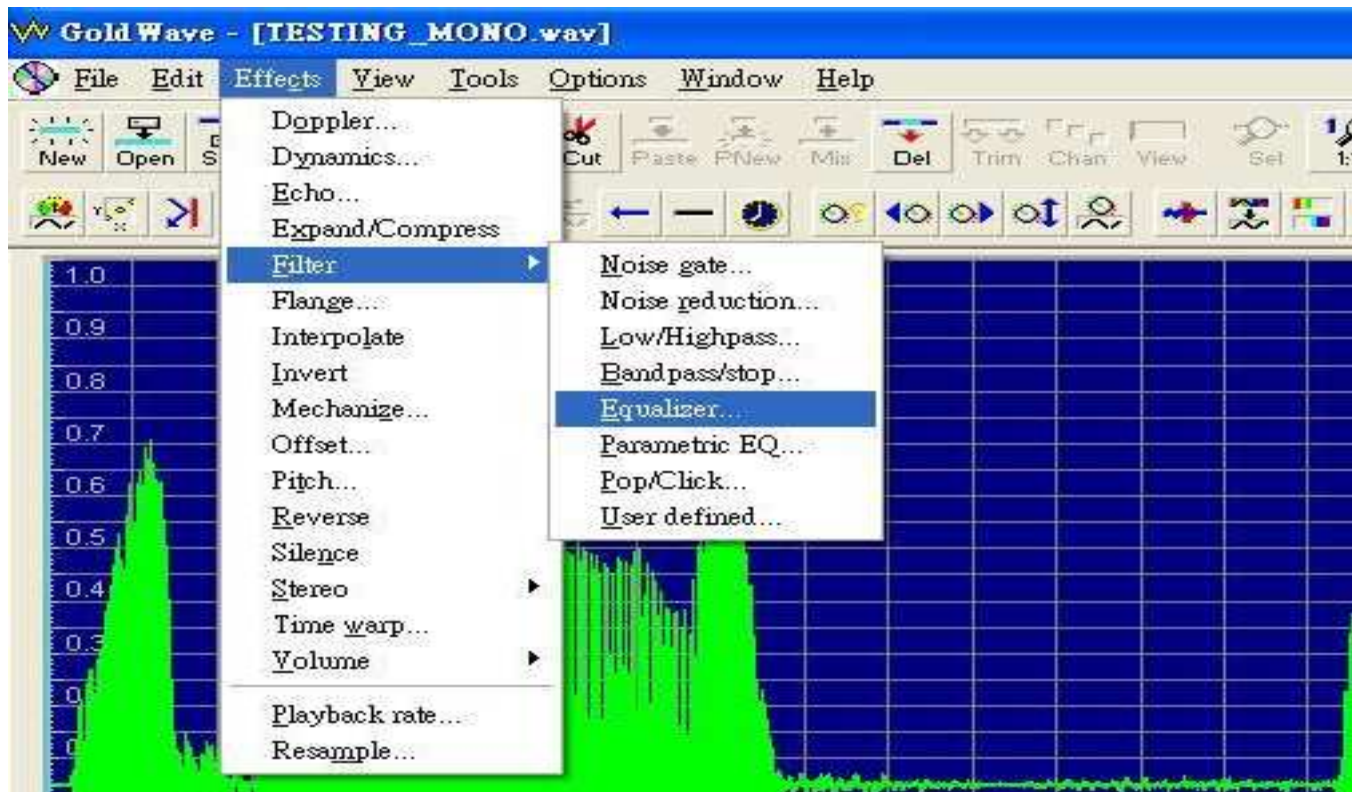 Gold Wave - [TESTING_MONO.wav]
File Edit Effects View Tools Options Window Help
New Open Cut Paste PNew Mix Del Trim Chan View Sel
Doppler...
Dynamics...
Echo...
Expand/Compress
Filter
Flange...
Interpolate
Invert
Mechanize...
Offset...
Pitch...
Reverse
Silence
Stereo
Time warp...
Volume
Playback rate...
Resample...
Noise gate...
Noise reduction...
Low/Highpass...
Bandpass/stop...
Equalizer...
Parametric EQ...
Pop/Click...
User defined...
1.0
0.9
0.8
0.7
0.6
0.5
0.4
0.3